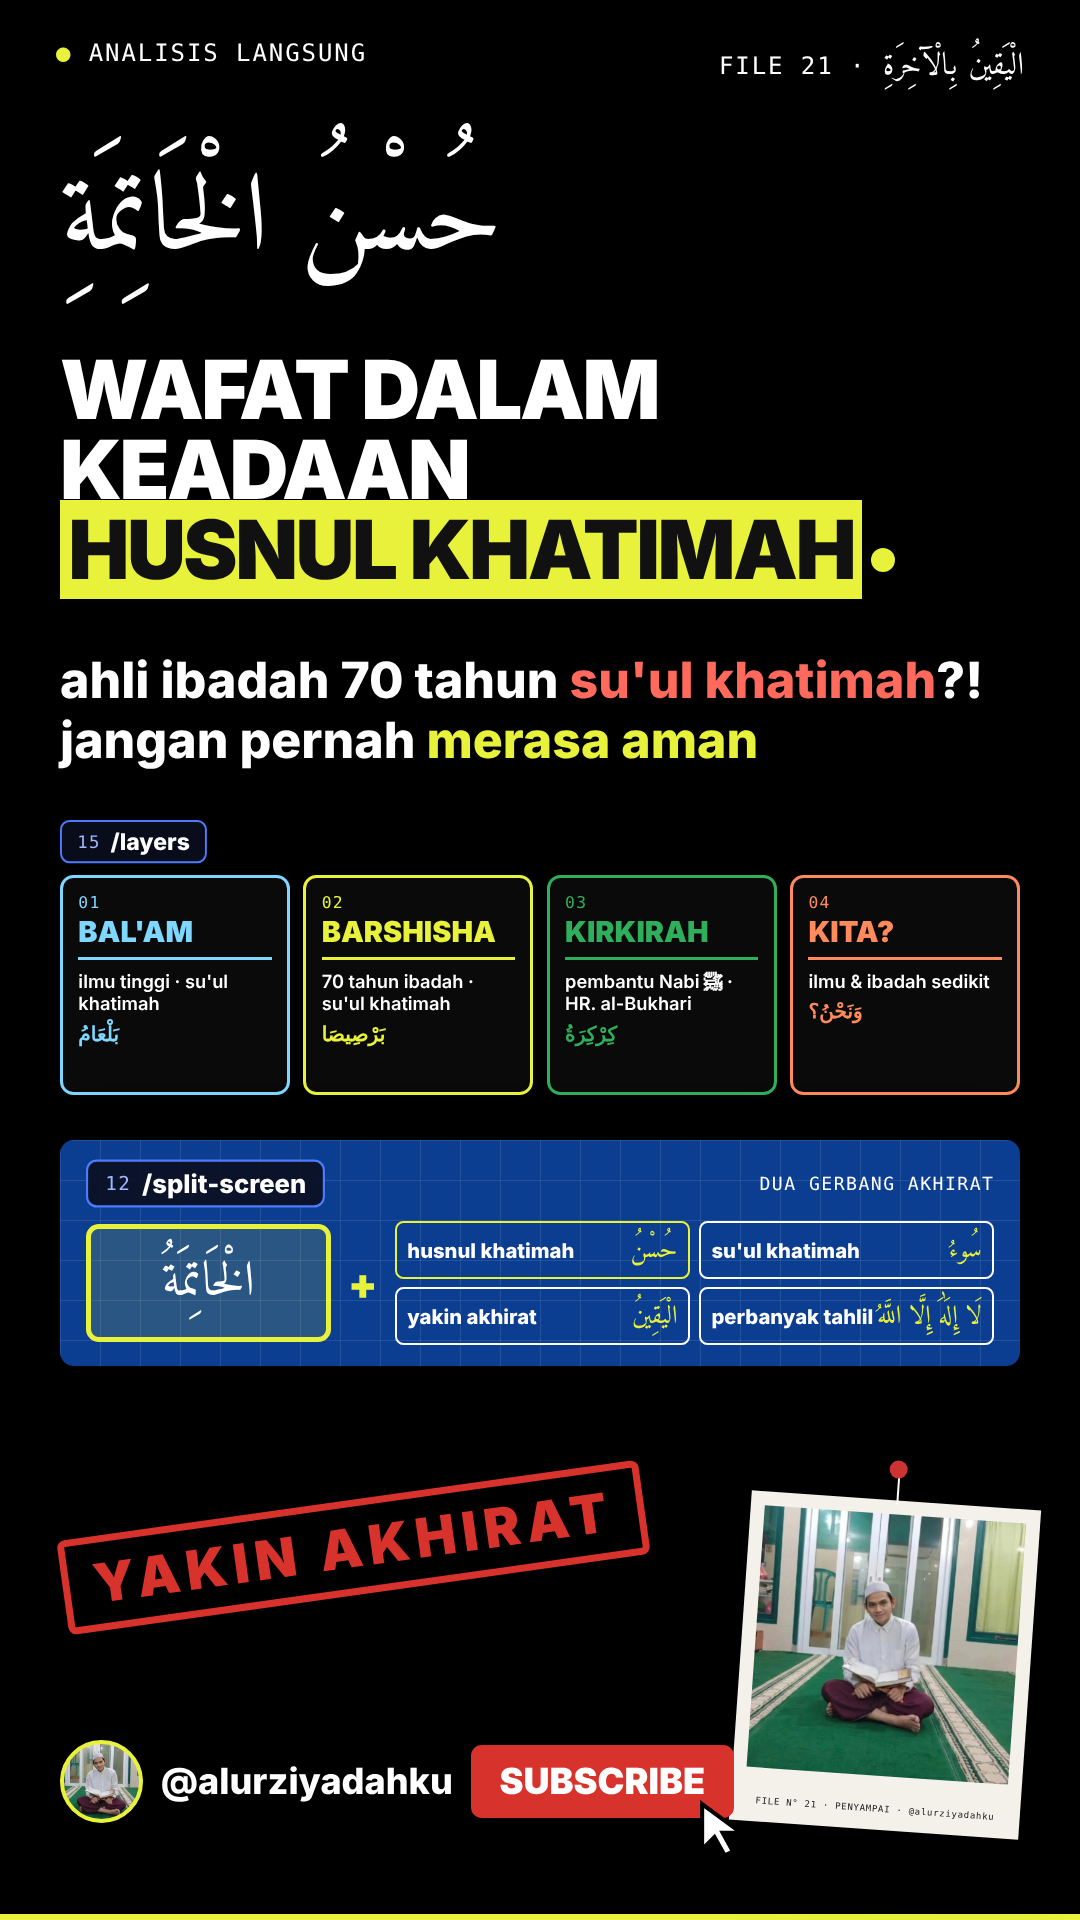 ANALISIS LANGSUNG
FILE 21 · الْيَقِينُ بِالْآخِرَةِ
حُسْنُ الْخَاتِمَةِ
WAFAT DALAM
KEADAAN
HUSNUL KHATIMAH.
ahli ibadah 70 tahun su'ul khatimah?!
jangan pernah merasa aman
15 /layers
01
BAL'AM
ilmu tinggi · su'ul
khatimah
بَلْعَامُ
02
BARSHISHA
70 tahun ibadah ·
su'ul khatimah
بَرْصِيصَا
03
KIRKIRAH
pembantu Nabi ﷺ ·
HR. al-Bukhari
كِرْكِرَةُ
04
KITA?
ilmu & ibadah sedikit
وَنَحْنُ؟
12 /split-screen
DUA GERBANG AKHIRAT
الْخَاتِمَةُ
+
husnul khatimah حُسْنُ
su'ul khatimah سُوءُ
yakin akhirat الْيَقِينُ
perbanyak tahlil لَا إِلَٰهَ إِلَّا اللَّهُ
YAKIN AKHIRAT
@alurziyadahku
SUBSCRIBE
FILE N° 21 · PENYAMPAI · @alurziyadahku